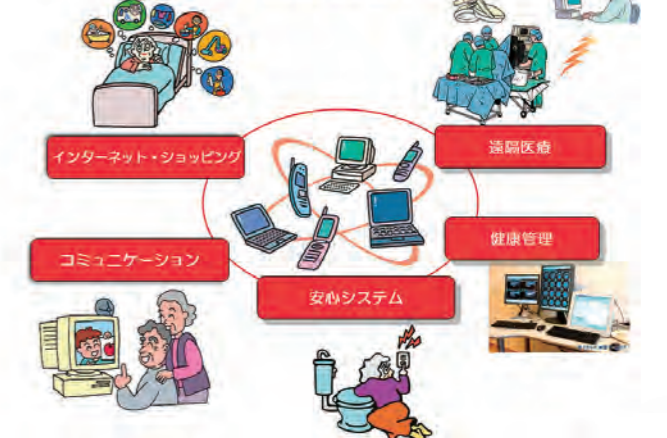 インターネット・ショッピング
遠隔医療
健康管理
コミュニケーション
安心システム